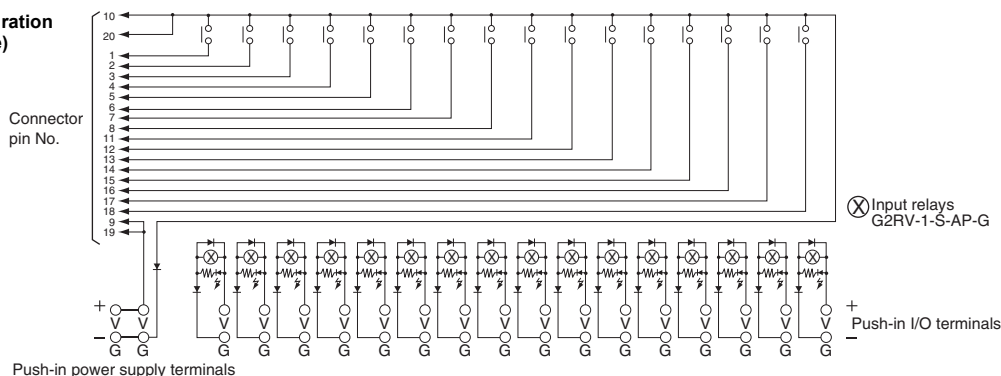 ration
e)
10
20
1
2
3
4
5
6
7
8
11
12
13
14
15
16
17
18
9
19
Connector
pin No.
Input relays
G2RV-1-S-AP-G
+ V V
– G G
V V V V V V V V V V V V V V V V +
G G G G G G G G G G G G G G G G –
Push-in I/O terminals
Push-in power supply terminals